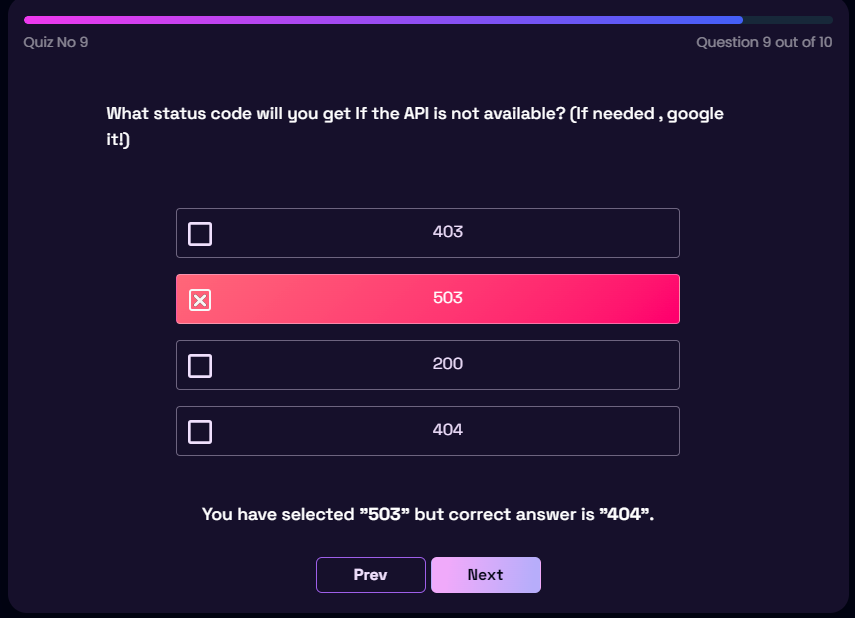 Quiz No 9
Question 9 out of 10
What status code will you get If the API is not available? (If needed , google
it!)
403
503
200
404
You have selected ”503” but correct answer is ”404”.
Prev
Next